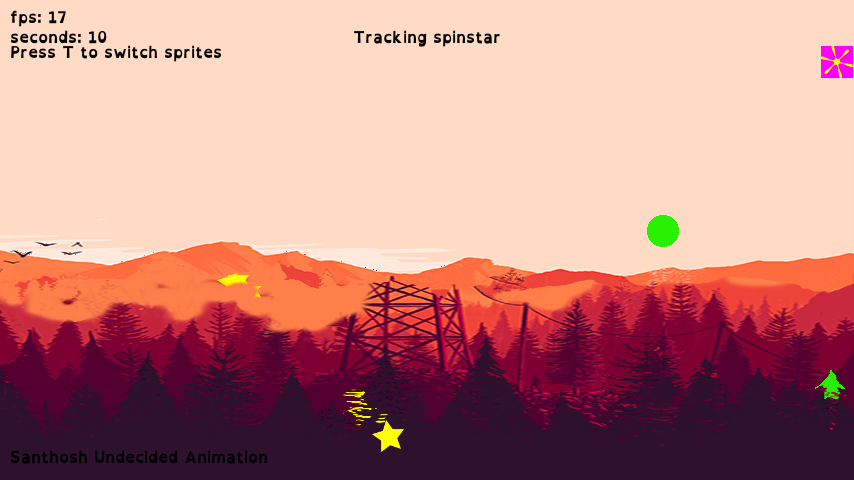 fps: 17
seconds: 10
Press T to switch sprites
Tracking spinstar
Santhosh Undecided Animation